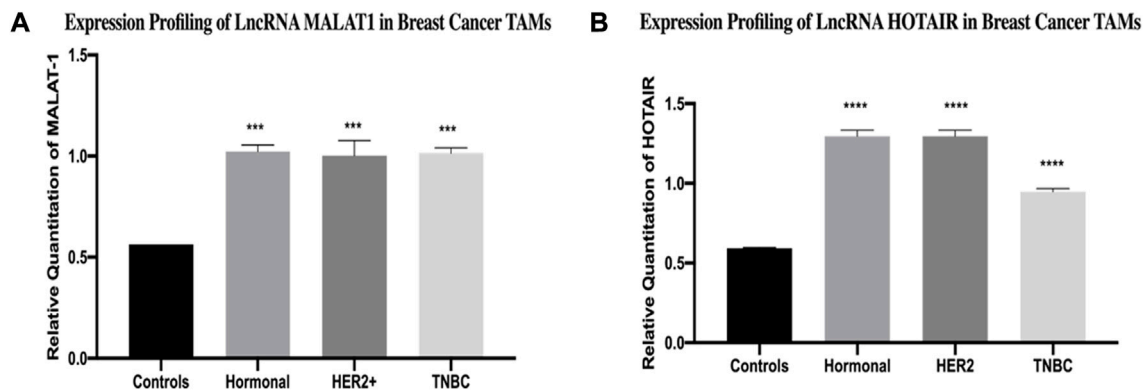 A
Expression Profiling of LncRNA MALAT1 in Breast Cancer TAMs
Relative Quantitation of MALAT-1
1.5
1.0
0.5
0.0
***
***
***
Controls
Hormonal
HER2+
TNBC
B
Expression Profiling of LncRNA HOTAIR in Breast Cancer TAMs
Relative Quantitation of HOTAIR
1.5
1.0
0.5
0.0
****
****
****
Controls
Hormonal
HER2
TNBC